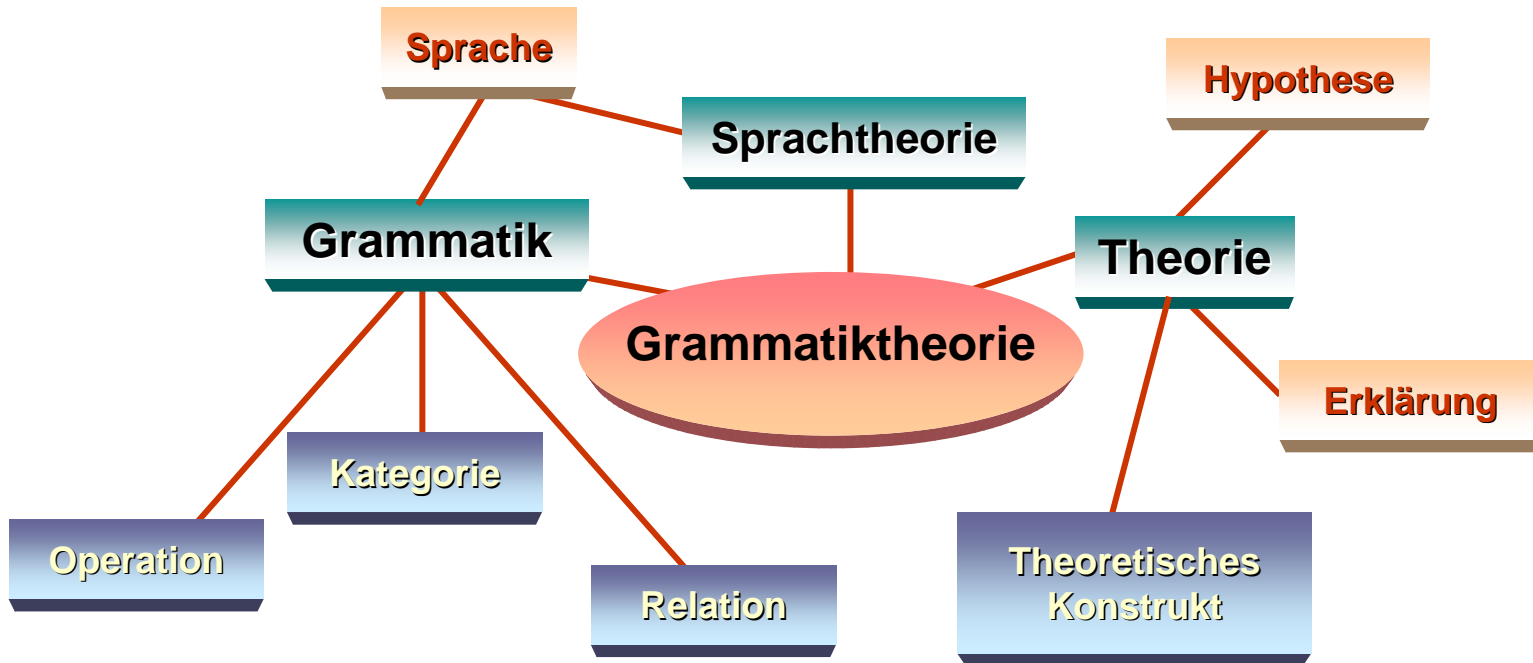 Sprache
Hypothese
Sprachtheorie
Grammatik
Theorie
Grammatiktheorie
Erklärung
Kategorie
Operation
Theoretisches
Konstrukt
Relation